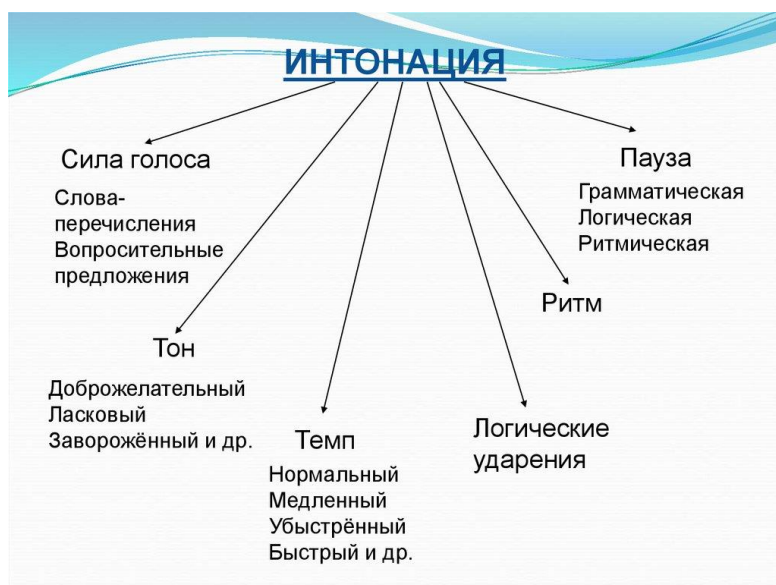 ИНТОНАЦИЯ
Сила голоса
Слова-
перечисления
Вопросительные
предложения
Тон
Доброжелательный
Ласковый
Заворожённый и др.
Темп
Нормальный
Медленный
Убыстрённый
Быстрый и др.
Логические
ударения
Ритм
Пауза
Грамматическая
Логическая
Ритмическая